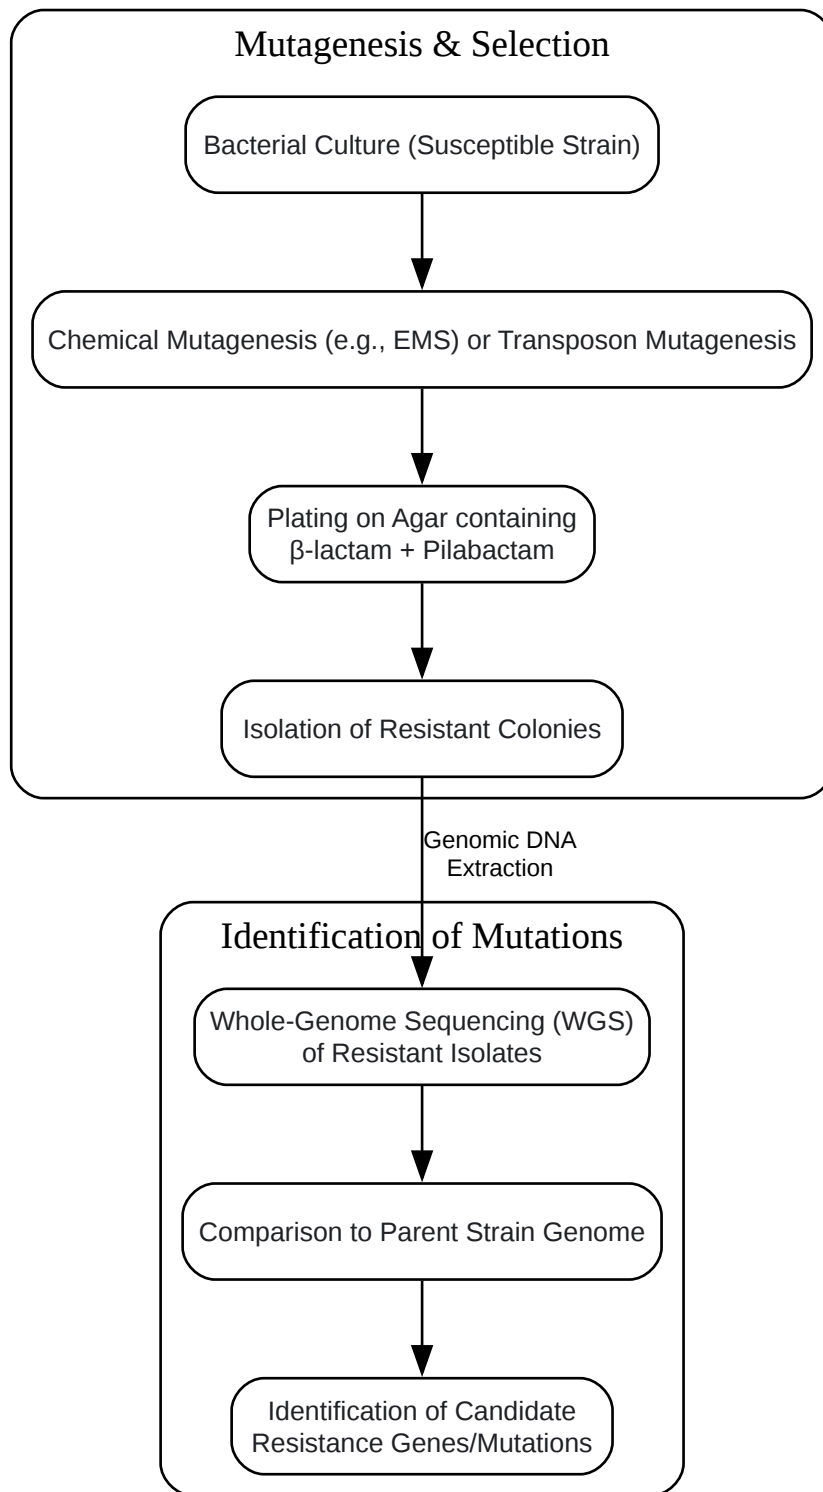 Mutagenesis & Selection
Bacterial Culture (Susceptible Strain)
Chemical Mutagenesis (e.g., EMS) or Transposon Mutagenesis
Plating on Agar containing
β-lactam + Pilabactam
Isolation of Resistant Colonies
Genomic DNA
Extraction
Identification of Mutations
Whole-Genome Sequencing (WGS)
of Resistant Isolates
Comparison to Parent Strain Genome
Identification of Candidate
Resistance Genes/Mutations